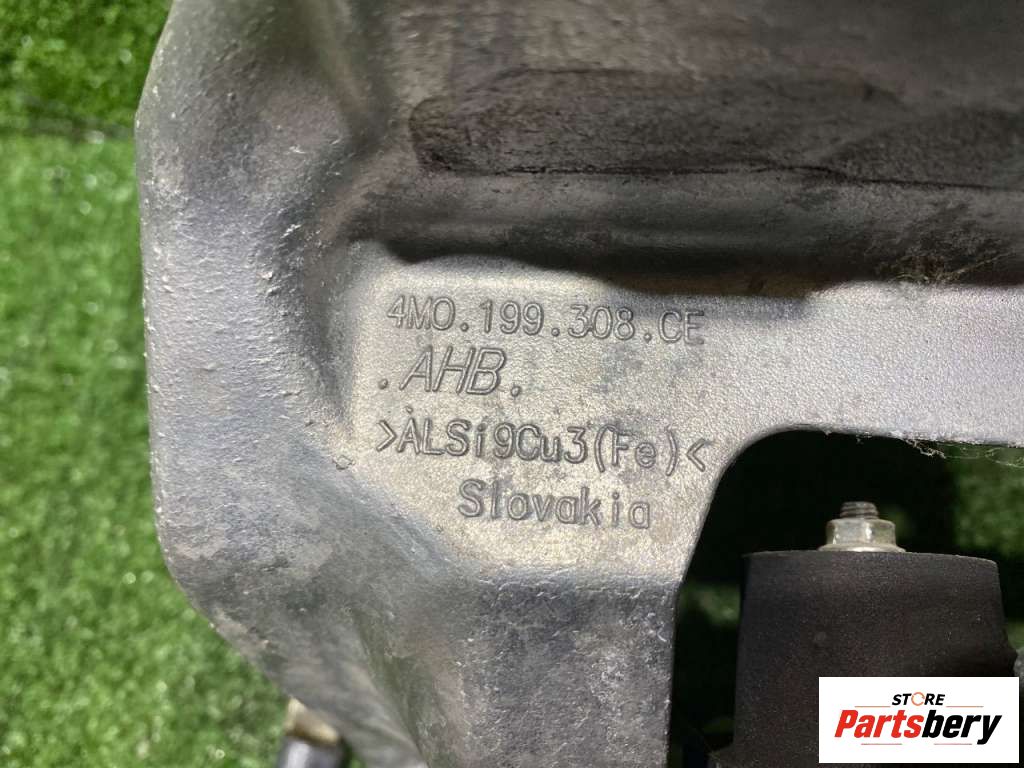 4M0.199.308.CE
.AHB.
>ALSi9Cu3(Fe)<
Slovakia
STORE
Partsbery